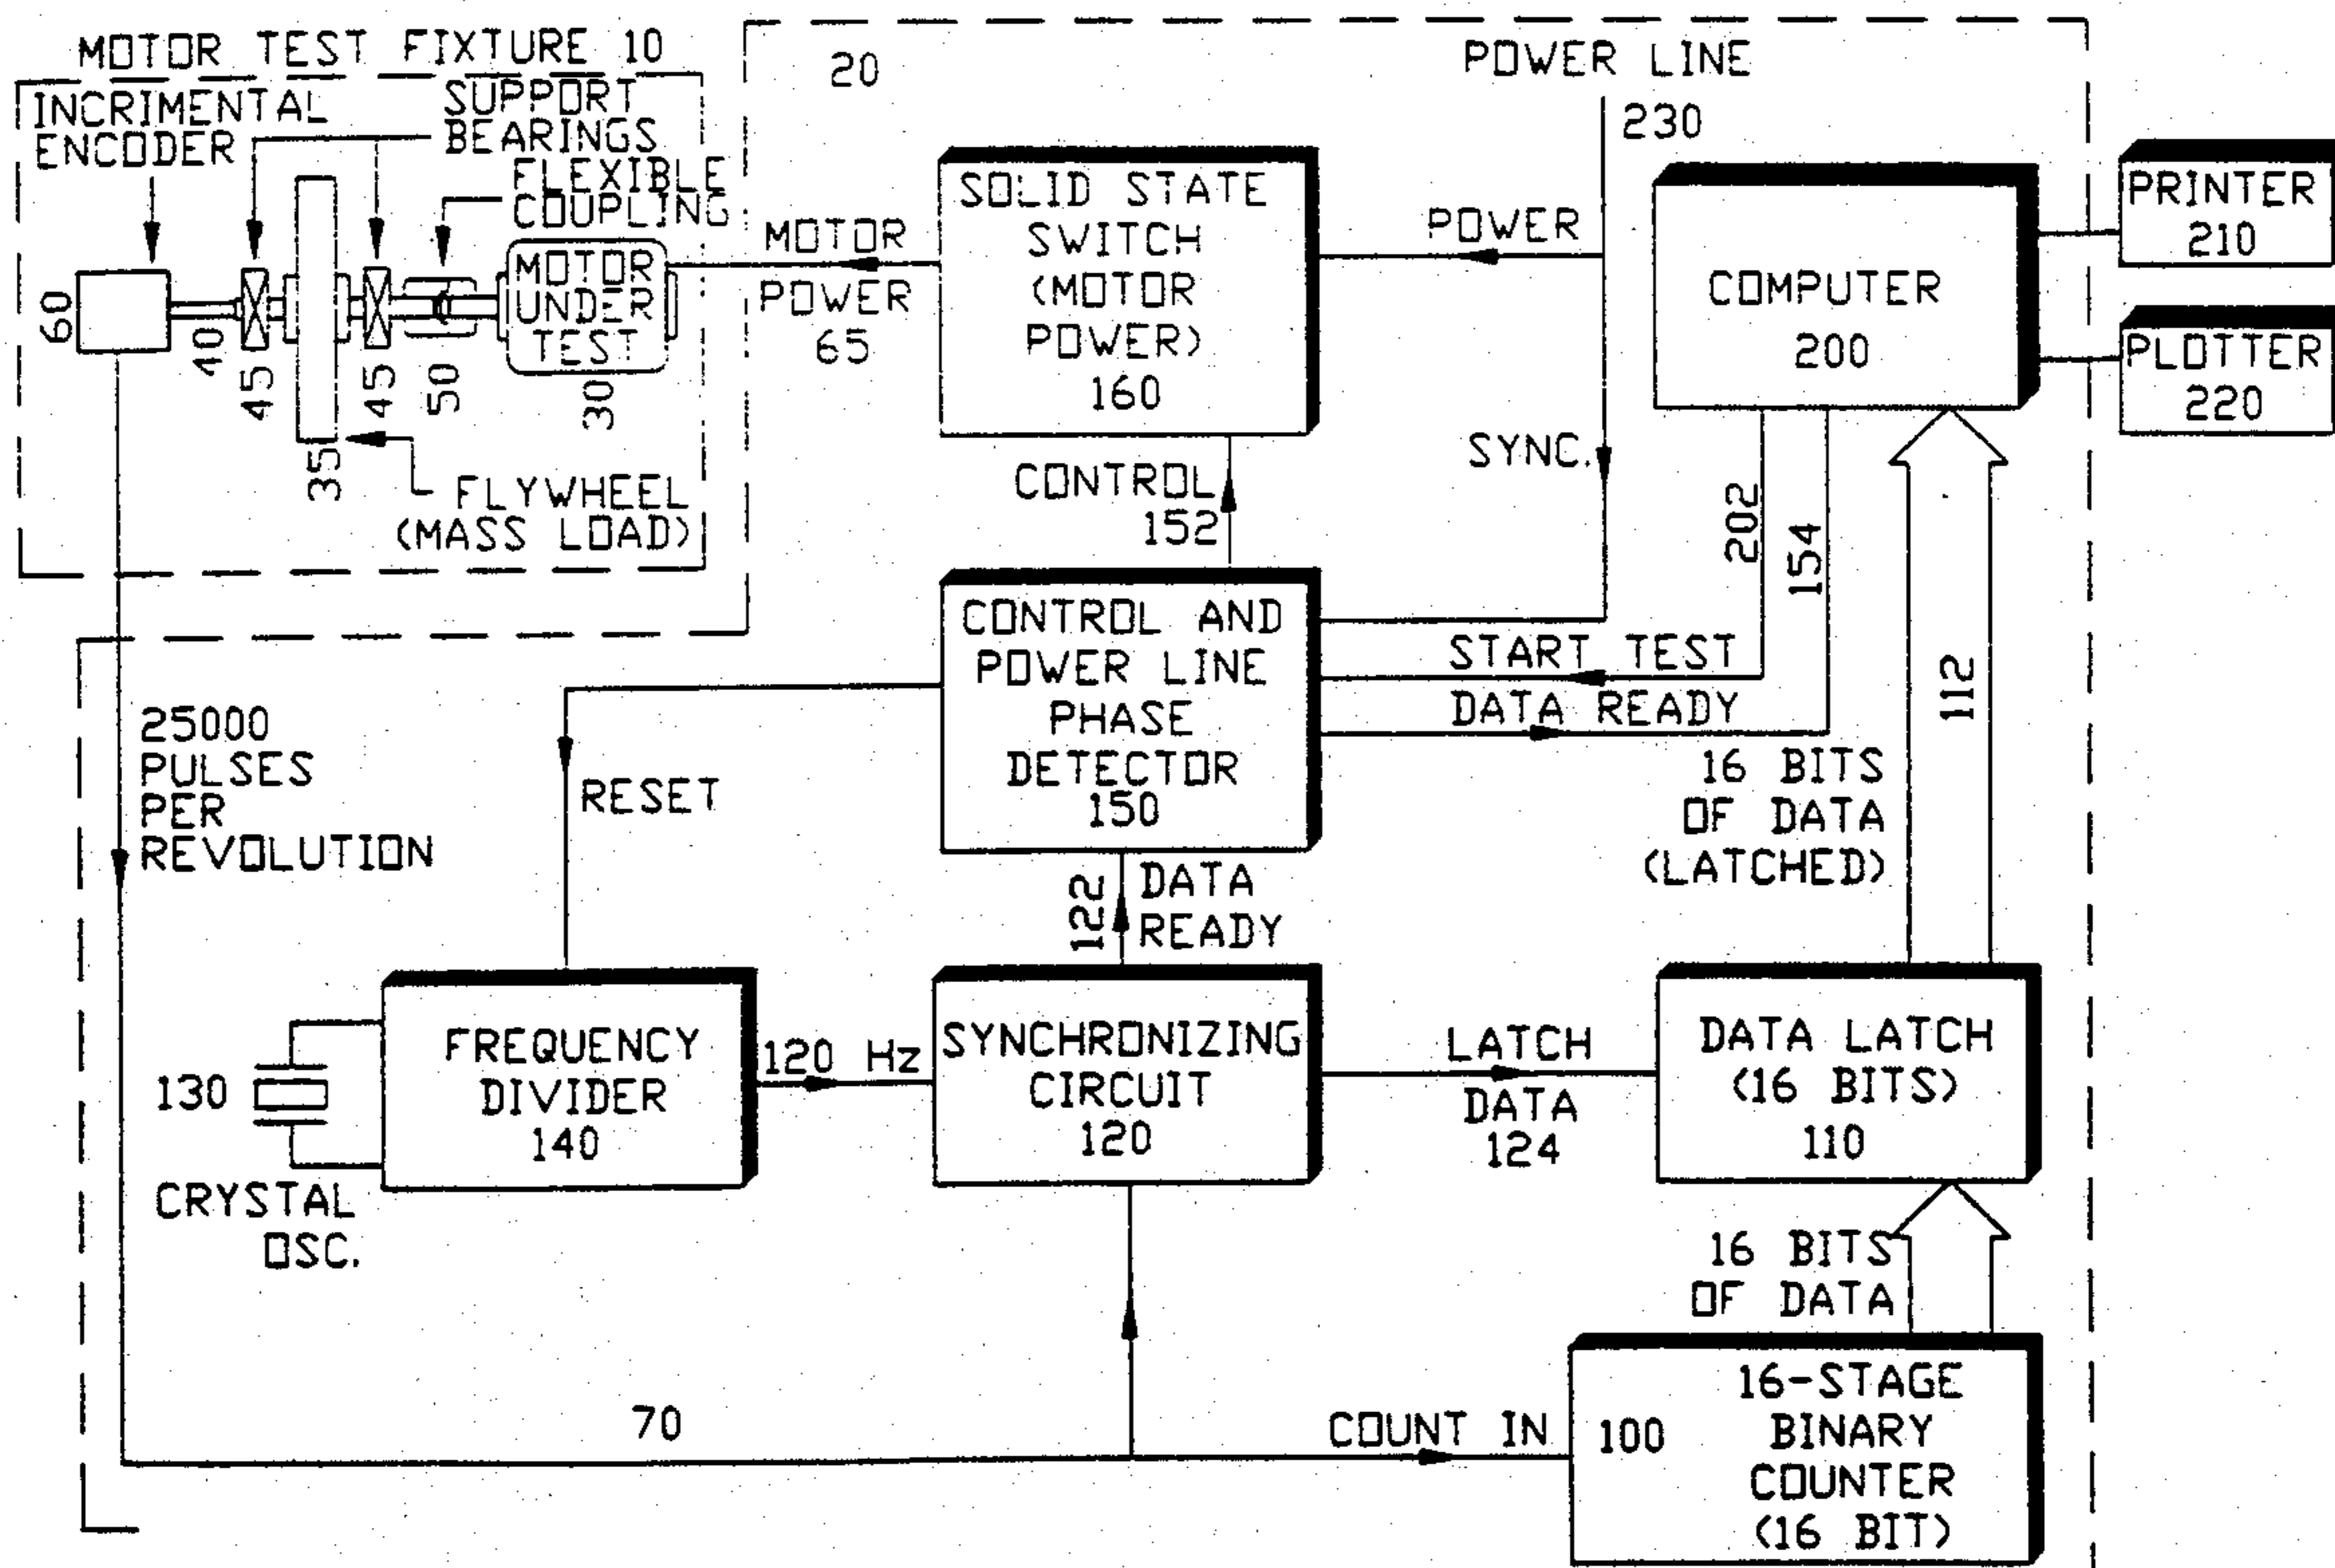 MOTOR TEST FIXTURE 10
INCRIMENTAL
ENCODER
SUPPORT
BEARINGS
FLEXIBLE
COUPLING
60
40
45
35
45
50
MOTOR
UNDER
TEST
30
FLYWHEEL
(MASS LOAD)
20
MOTOR
POWER
65
SOLID STATE
SWITCH
(MOTOR
POWER)
160
POWER LINE
230
POWER
SYNC.
COMPUTER
200
PRINTER
210
PLOTTER
220
CONTROL
152
202
154
112
CONTROL AND
POWER LINE
PHASE
DETECTOR
150
START TEST
DATA READY
16 BITS
OF DATA
(LATCHED)
25000
PULSES
PER
REVOLUTION
RESET
122
DATA
READY
130
CRYSTAL
OSC.
FREQUENCY
DIVIDER
140
120 Hz
SYNCHRONIZING
CIRCUIT
120
LATCH
DATA
124
DATA LATCH
(16 BITS)
110
16 BITS
OF DATA
70
COUNT IN
100
16-STAGE
BINARY
COUNTER
(16 BIT)